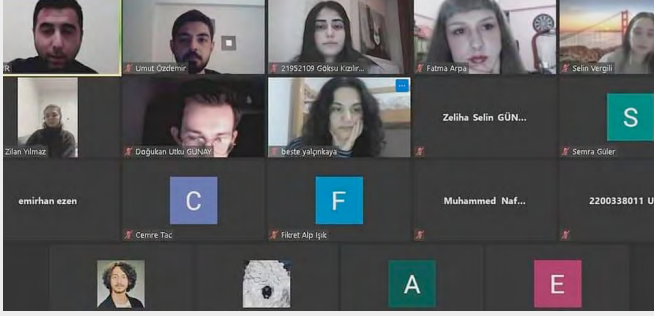 R
Umut Özdemir
21952109 Göksu Kızılır...
Fatma Arpa
Selin Vergili
Zilan Yılmaz
Doğukan Utku GÜNAY
beste yalçınkaya
Zeliha Selin GÜN...
S
Semra Güler
emirhan ezen
C
Cemre Tac
F
Fikret Alp Işık
Muhammed Naf...
2200338011 U
A
E